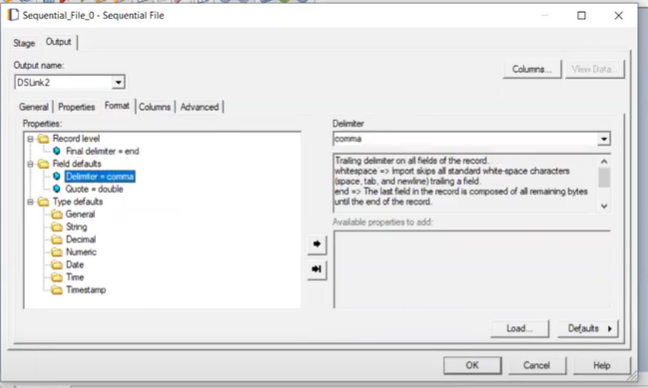 Sequential_File_0 - Sequential File
Stage
Output
Output name:
DSLink2
Columns...
View Data...
General
Properties
Format
Columns
Advanced
Properties:
Record level
Final delimiter = end
Field defaults
Delimiter = comma
Quote = double
Type defaults
General
String
Decimal
Numeric
Date
Time
Timestamp
Delimiter
comma
Trailing delimiter on all fields of the record.
whitespace => Import skips all standard white-space characters
(space, tab, and newline) trailing a field.
end => The last field in the record is composed of all remaining bytes
until the end of the record.
Available properties to add:
Load...
Defaults
OK
Cancel
Help